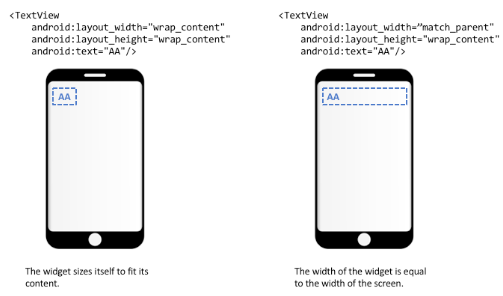 <TextView
android:layout_width="wrap_content"
android:layout_height="wrap_content"
android:text="AA"/>
AA
The widget sizes itself to fit its
content.
<TextView
android:layout_width=”match_parent"
android:layout_height="wrap_content"
android:text="AA"/>
AA
The width of the widget is equal
to the width of the screen.